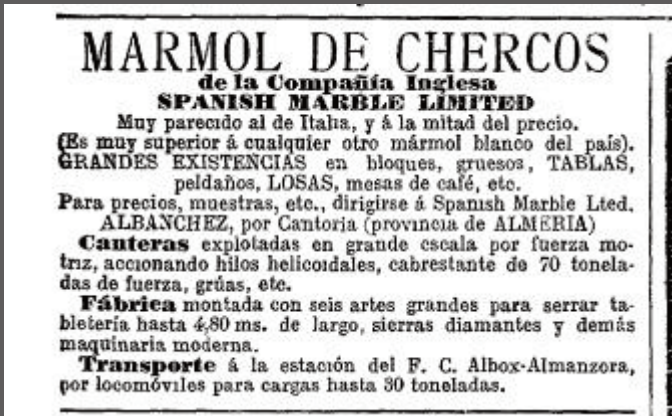 MARMOL DE CHERCOS
de la Compañía Inglesa
SPANISH MARBLE LIMITED
Muy parecido al de Italia, y á la mitad del precio.
(Es muy superior á cualquier otro mármol blanco del país).
GRANDES EXISTENCIAS en bloques, gruesos, TABLAS,
peldaños, LOSAS, mesas de café, etc.
Para precios, muestras, etc., dirigirse á Spanish Marble Lted.
ALBANCHEZ, por Cantoria (provincia de ALMERIA)
Canteras explotadas en grande escala por fuerza mo-
triz, accionando hilos helicoidales, cabrestante de 70 tonela-
das de fuerza, grúas, etc.
Fábrica montada con seis artes grandes para serrar ta-
bletería hasta 4,80 ms. de largo, sierras diamantes y demás
maquinaria moderna.
Transporte á la estación del F. C. Albox-Almanzora,
por locomóviles para cargas hasta 30 toneladas.